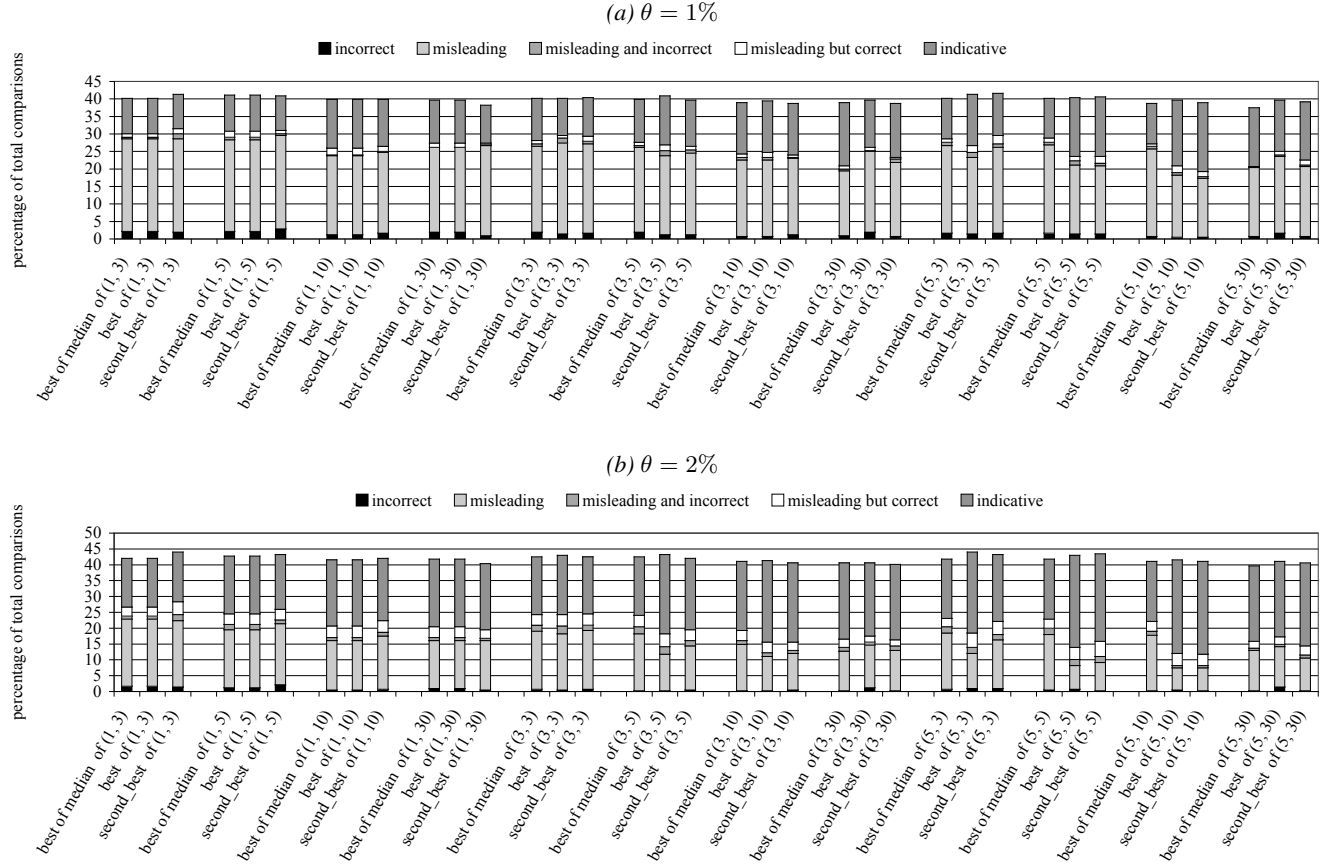 (a) θ = 1%
incorrect misleading misleading and incorrect misleading but correct indicative
percentage of total comparisons
45
40
35
30
25
20
15
10
5
0
best of median of (1, 3)
best of (1, 3)
second_best of (1, 3)
best of median of (1, 5)
best of (1, 5)
second_best of (1, 5)
best of median of (1, 10)
best of (1, 10)
second_best of (1, 10)
best of median of (1, 30)
best of (1, 30)
second_best of (1, 30)
best of median of (3, 3)
best of (3, 3)
second_best of (3, 3)
best of median of (3, 5)
best of (3, 5)
second_best of (3, 5)
best of median of (3, 10)
best of (3, 10)
second_best of (3, 10)
best of median of (3, 30)
best of (3, 30)
second_best of (3, 30)
best of median of (5, 3)
best of (5, 3)
second_best of (5, 3)
best of median of (5, 5)
best of (5, 5)
second_best of (5, 5)
best of median of (5, 10)
best of (5, 10)
second_best of (5, 10)
best of median of (5, 30)
best of (5, 30)
second_best of (5, 30)
(b) θ = 2%
incorrect misleading misleading and incorrect misleading but correct indicative
percentage of total comparisons
50
45
40
35
30
25
20
15
10
5
0
best of median of (1, 3)
best of (1, 3)
second_best of (1, 3)
best of median of (1, 5)
best of (1, 5)
second_best of (1, 5)
best of median of (1, 10)
best of (1, 10)
second_best of (1, 10)
best of median of (1, 30)
best of (1, 30)
second_best of (1, 30)
best of median of (3, 3)
best of (3, 3)
second_best of (3, 3)
best of median of (3, 5)
best of (3, 5)
second_best of (3, 5)
best of median of (3, 10)
best of (3, 10)
second_best of (3, 10)
best of median of (3, 30)
best of (3, 30)
second_best of (3, 30)
best of median of (5, 3)
best of (5, 3)
second_best of (5, 3)
best of median of (5, 5)
best of (5, 5)
second_best of (5, 5)
best of median of (5, 10)
best of (5, 10)
second_best of (5, 10)
best of median of (5, 30)
best of (5, 30)
second_best of (5, 30)